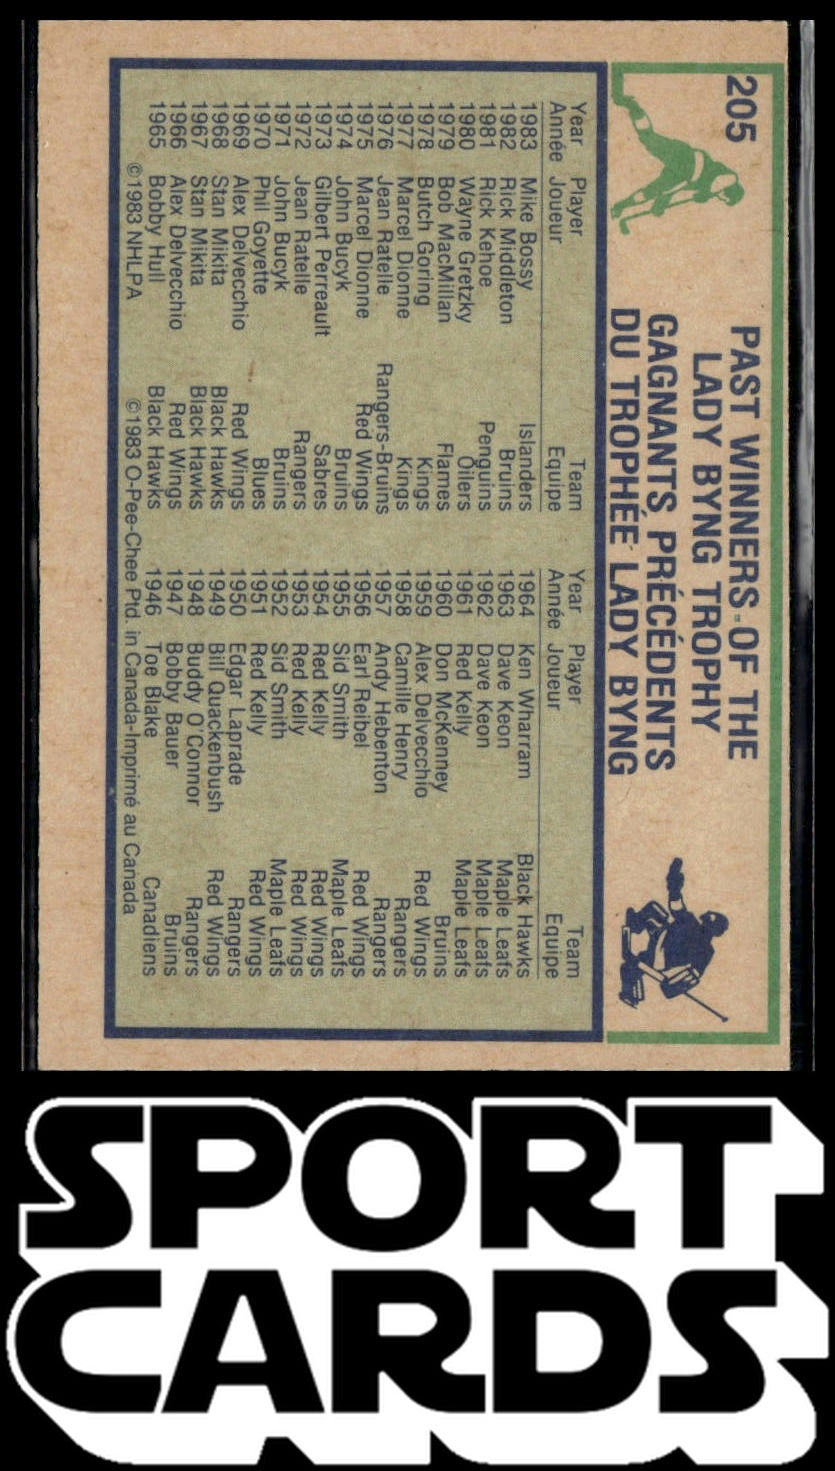 205
PAST WINNERS OF THE
LADY BYNG TROPHY
GAGNANTS PRÉCÉDENTS
DU TROPHÉE LADY BYNG
Year Player Team
Année Joueur Equipe
1983 Mike Bossy Islanders
1982 Rick Middleton Bruins
1981 Rick Kehoe Penguins
1980 Wayne Gretzky Oilers
1979 Bob MacMillan Flames
1978 Butch Goring Kings
1977 Marcel Dionne Kings
1976 Jean Ratelle Rangers-Bruins
1975 Marcel Dionne Red Wings
1974 John Bucyk Bruins
1973 Gilbert Perreault Sabres
1972 Jean Ratelle Rangers
1971 John Bucyk Bruins
1970 Phil Goyette Blues
1969 Alex Delvecchio Red Wings
1968 Stan Mikita Black Hawks
1967 Stan Mikita Black Hawks
1966 Alex Delvecchio Red Wings
1965 Bobby Hull Black Hawks
Year Player Team
Année Joueur Equipe
1964 Ken Wharram Black Hawks
1963 Dave Keon Maple Leafs
1962 Dave Keon Maple Leafs
1961 Red Kelly Maple Leafs
1960 Don McKenney Bruins
1959 Alex Delvecchio Red Wings
1958 Camille Henry Rangers
1957 Andy Hebenton Rangers
1956 Earl Reibel Red Wings
1955 Sid Smith Maple Leafs
1954 Red Kelly Red Wings
1953 Red Kelly Red Wings
1952 Sid Smith Maple Leafs
1951 Red Kelly Red Wings
1950 Edgar Laprade Rangers
1949 Bill Quackenbush Red Wings
1948 Buddy O'Connor Rangers
1947 Bobby Bauer Bruins
1946 Toe Blake Canadiens
©1983 NHLPA ©1983 O-Pee-Chee Ptd. in Canada-Imprimé au Canada
SPORT
CARDS